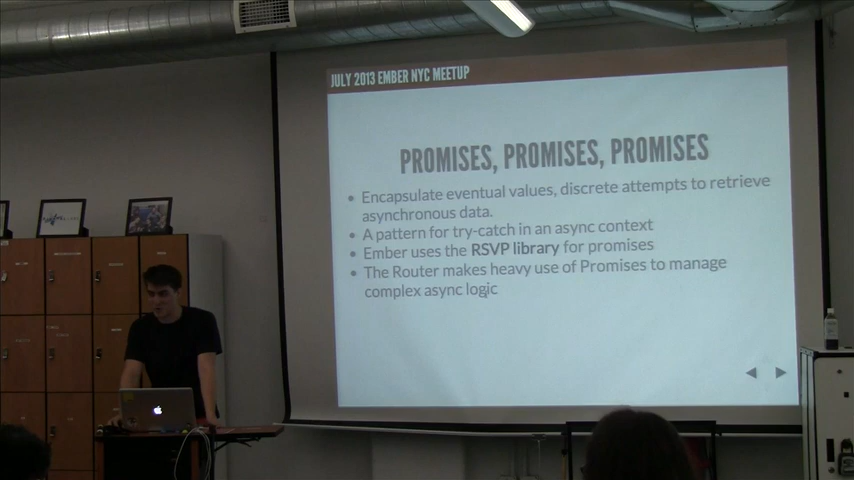 JULY 2013 EMBER NYC MEETUP
PROMISES, PROMISES, PROMISES
Encapsulate eventual values, discrete attempts to retrieve
asynchronous data.
A pattern for try-catch in an async context
Ember uses the RSVP library for promises
The Router makes heavy use of Promises to manage
complex async logic